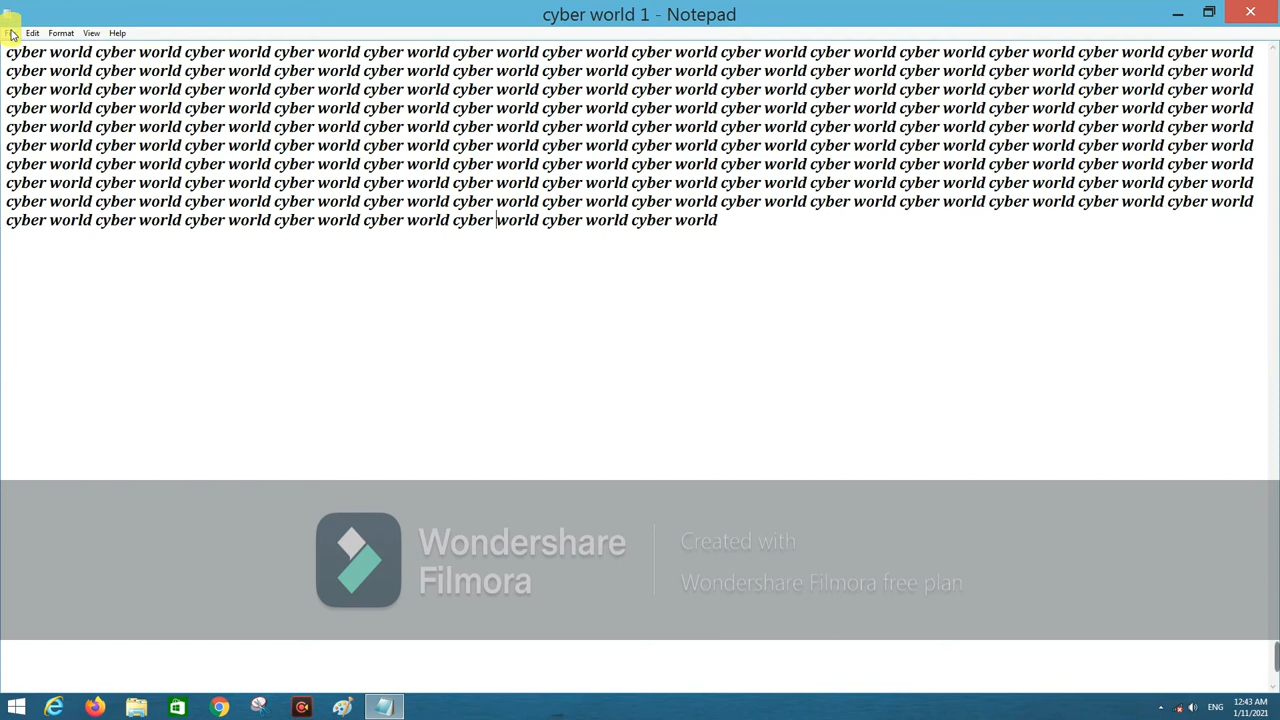 cyber world 1 - Notepad
Edit Format View Help
cyber world cyber world cyber world cyber world cyber world cyber world cyber world cyber world cyber world cyber world cyber world cyber world cyber world cyber world
cyber world cyber world cyber world cyber world cyber world cyber world cyber world cyber world cyber world cyber world cyber world cyber world cyber world cyber world
cyber world cyber world cyber world cyber world cyber world cyber world cyber world cyber world cyber world cyber world cyber world cyber world cyber world cyber world
cyber world cyber world cyber world cyber world cyber world cyber world cyber world cyber world cyber world cyber world cyber world cyber world cyber world cyber world
cyber world cyber world cyber world cyber world cyber world cyber world cyber world cyber world cyber world cyber world cyber world cyber world cyber world cyber world
cyber world cyber world cyber world cyber world cyber world cyber world cyber world cyber world cyber world cyber world cyber world cyber world cyber world cyber world
cyber world cyber world cyber world cyber world cyber world cyber world cyber world cyber world cyber world cyber world cyber world cyber world cyber world cyber world
cyber world cyber world cyber world cyber world cyber world cyber world cyber world cyber world cyber world cyber world cyber world cyber world cyber world cyber world
cyber world cyber world cyber world cyber world cyber world cyber world cyber world cyber world cyber world cyber world cyber world cyber world cyber world cyber world
cyber world cyber world cyber world cyber world cyber world cyber world cyber world cyber world
Wondershare
Filmora
Created with
Wondershare Filmora free plan
ENG
12:43 AM
1/11/2021